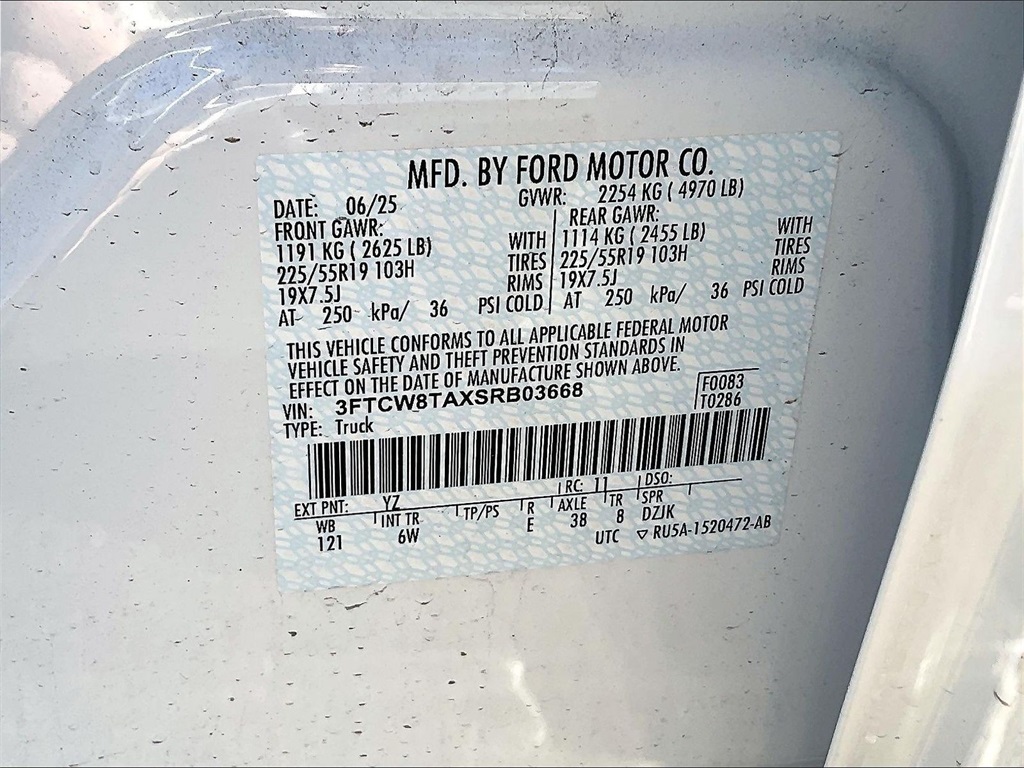 MFD. BY FORD MOTOR CO.
DATE: 06/25 GVWR: 2254 KG ( 4970 LB)
FRONT GAWR: REAR GAWR:
1191 KG ( 2625 LB) WITH 1114 KG ( 2455 LB) WITH
225/55R19 103H TIRES 225/55R19 103H TIRES
19X7.5J RIMS 19X7.5J RIMS
AT 250 kPa/ 36 PSI COLD AT 250 kPa/ 36 PSI COLD
THIS VEHICLE CONFORMS TO ALL APPLICABLE FEDERAL MOTOR
VEHICLE SAFETY AND THEFT PREVENTION STANDARDS IN
EFFECT ON THE DATE OF MANUFACTURE SHOWN ABOVE.
VIN: 3FTCW8TAXSRB03668 F0083
TYPE: Truck T0286
EXT PNT: YZ RC: 11 DSO:
WB INT TR TP/PS R AXLE TR SPR
121 6W E 38 8 DZJK
UTC ▽ RU5A-1520472-AB